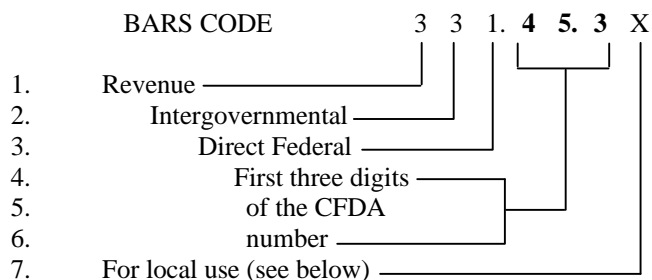 BARS CODE 3 3 1. 4 5. 3 X
1. Revenue
2. Intergovernmental
3. Direct Federal
4. First three digits
5. of the CFDA
6. number
7. For local use (see below)